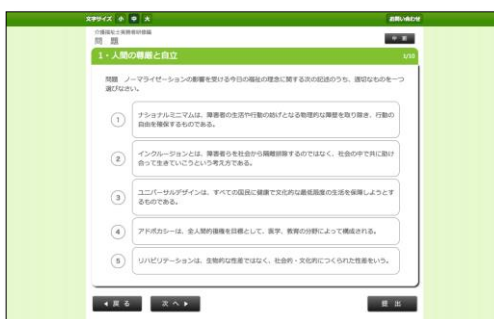 文字サイズ 小 中 大 お問い合わせ
介護福祉士実務者研修編
問 題
中 断
1・人間の尊厳と自立 1/10
問題 ノーマライゼーションの影響を受ける今日の福祉の理念に関する次の記述のうち、適切なものを一つ
選びなさい。
1 ナショナルミニマムは、障害者の生活や行動の妨げとなる物理的な障壁を取り除き、行動の
自由を確保するものである。
2 インクルージョンとは、障害者らを社会から隔離排除するのではなく、社会の中で共に助け
合って生きていこうという考え方である。
3 ユニバーサルデザインは、すべての国民に健康で文化的な最低限度の生活を保障しようとす
るものである。
4 アドボカシーは、全人間的復権を目標として、医学、教育の分野によって構成される。
5 リハビリテーションは、生物的な性差ではなく、社会的・文化的につくられた性差をいう。
◀ 戻 る 次 へ ▶ 提 出